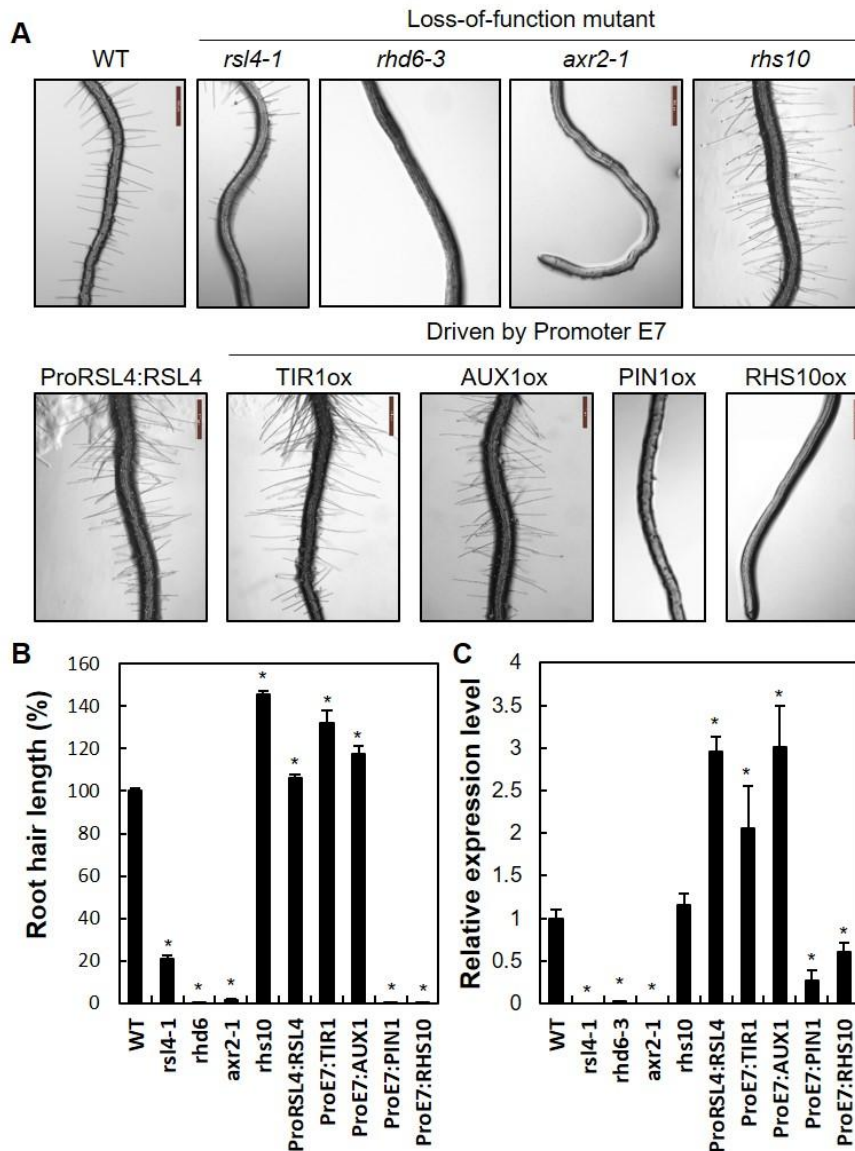 A
Loss-of-function mutant
WT
rsl4-1
rhd6-3
axr2-1
rhs10
Driven by Promoter E7
ProRSL4:RSL4
TIR1ox
AUX1ox
PIN1ox
RHS10ox
B
Root hair length (%)
160
140
120
100
80
60
40
20
0
*
*
*
*
*
*
*
*
*
WT
rsl4-1
rhd6
axr2-1
rhs10
ProRSL4:RSL4
ProE7:TIR1
ProE7:AUX1
ProE7:PIN1
ProE7:RHS10
C
Relative expression level
4
3.5
3
2.5
2
1.5
1
0.5
0
*
*
*
*
*
*
*
*
WT
rsl4-1
rhd6-3
axr2-1
rhs10
ProRSL4:RSL4
ProE7:TIR1
ProE7:AUX1
ProE7:PIN1
ProE7:RHS10